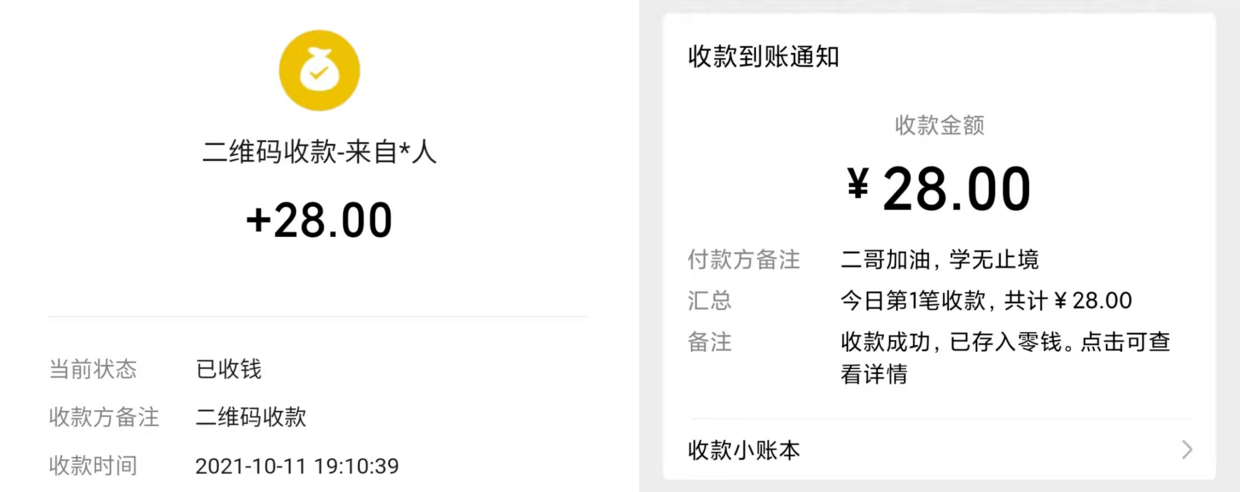 二维码收款-来自*人
+28.00
当前状态 已收钱
收款方备注 二维码收款
收款时间 2021-10-11 19:10:39
收款到账通知
收款金额
¥28.00
付款方备注 二哥加油，学无止境
汇总 今日第1笔收款，共计¥28.00
备注 收款成功，已存入零钱。点击可查
看详情
收款小账本